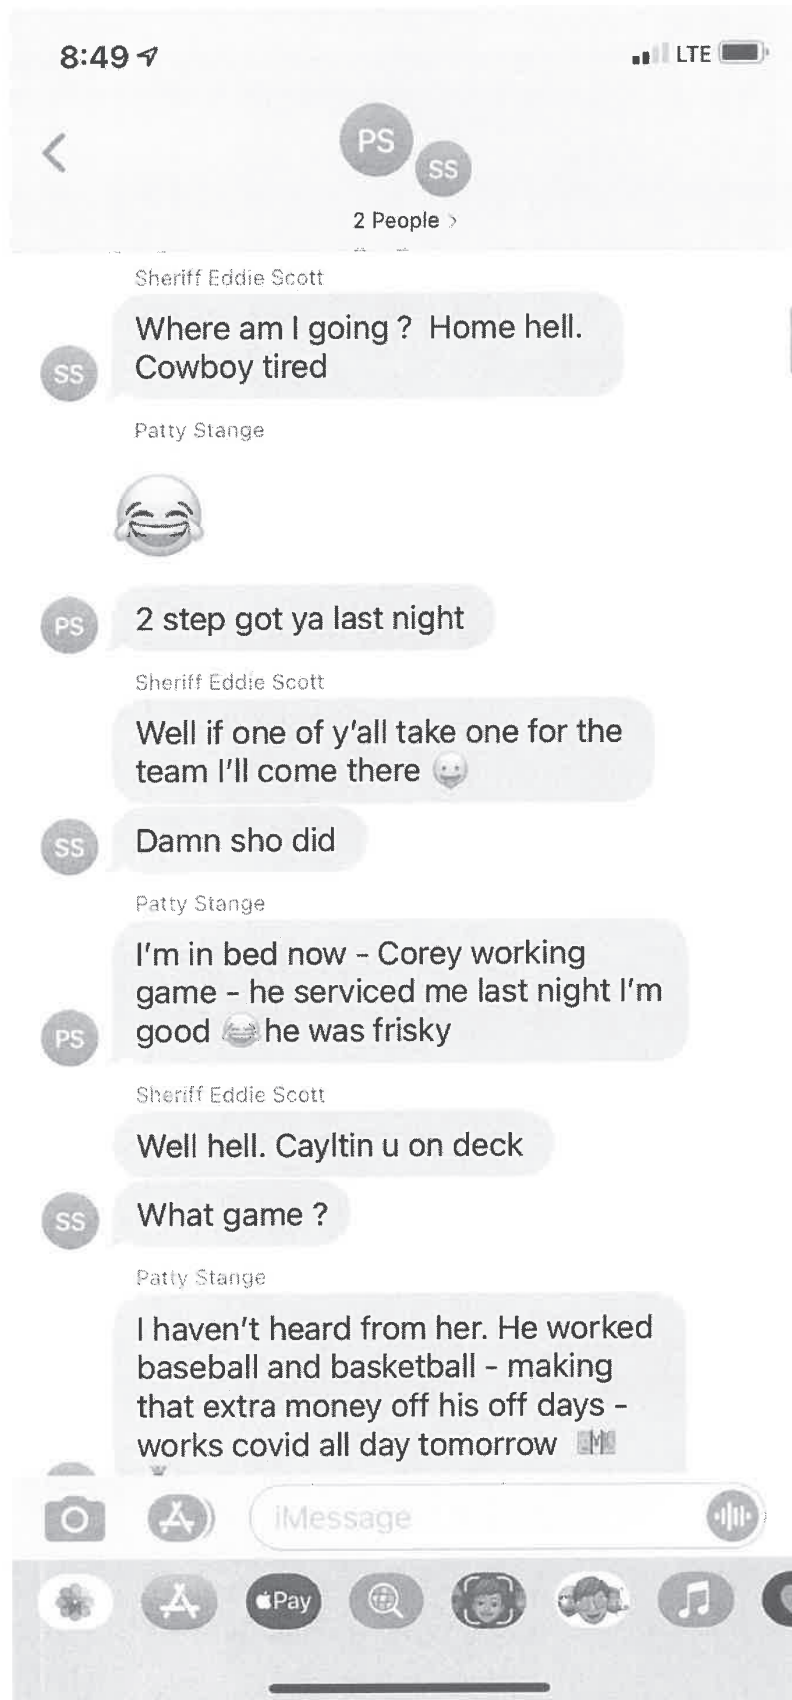 8:49
LTE
PS
SS
2 People >
Sheriff Eddie Scott
Where am I going ? Home hell.
Cowboy tired
SS
Patty Stange
2 step got ya last night
PS
Sheriff Eddie Scott
Well if one of y'all take one for the
team I'll come there
Damn sho did
SS
Patty Stange
I'm in bed now - Corey working
game - he serviced me last night I'm
good 😂 he was frisky
PS
Sheriff Eddie Scott
Well hell. Cayltin u on deck
What game ?
SS
Patty Stange
I haven't heard from her. He worked
baseball and basketball - making
that extra money off his off days -
works covid all day tomorrow
iMessage
Pay